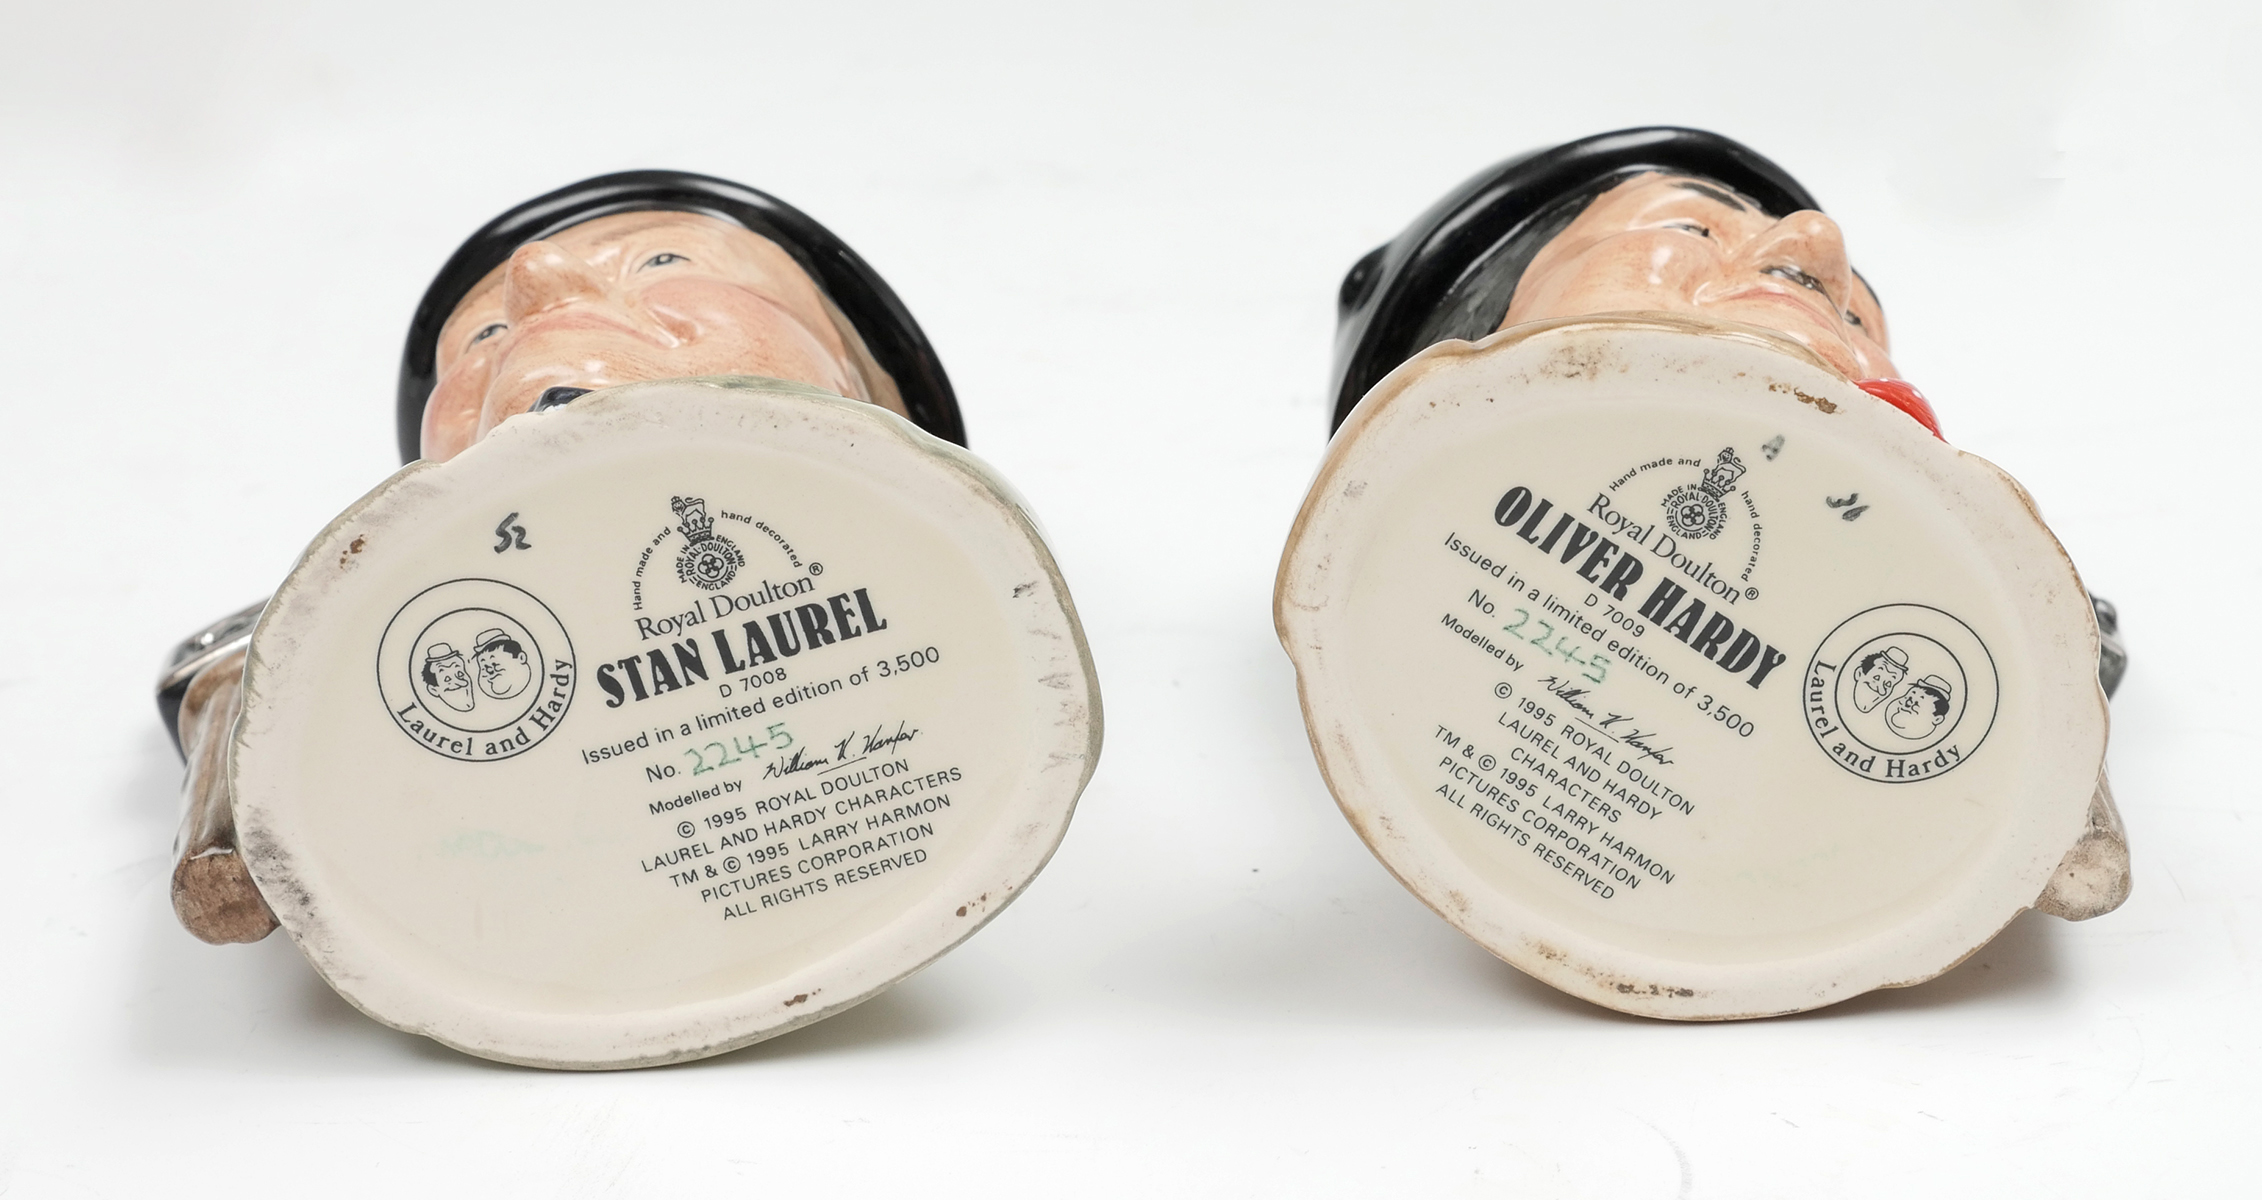 52
Hand made and hand decorated
MADE IN ENGLAND
ROYAL·DOULTON
ENGLAND
Royal Doulton®
STAN LAUREL
D 7008
Issued in a limited edition of 3,500
No. 2245
Modelled by William K. Harper.
© 1995 ROYAL DOULTON
LAUREL AND HARDY CHARACTERS
TM & © 1995 LARRY HARMON
PICTURES CORPORATION
ALL RIGHTS RESERVED
Laurel and Hardy
A
Hand made and hand decorated
MADE IN ENGLAND
ROYAL·DOULTON
ENGLAND
Royal Doulton®
OLIVER HARDY
D 7009
Issued in a limited edition of 3,500
No. 2245
Modelled by William K. Harper
© 1995 ROYAL DOULTON
LAUREL AND HARDY
CHARACTERS
TM & © 1995 LARRY HARMON
PICTURES CORPORATION
ALL RIGHTS RESERVED
Laurel and Hardy